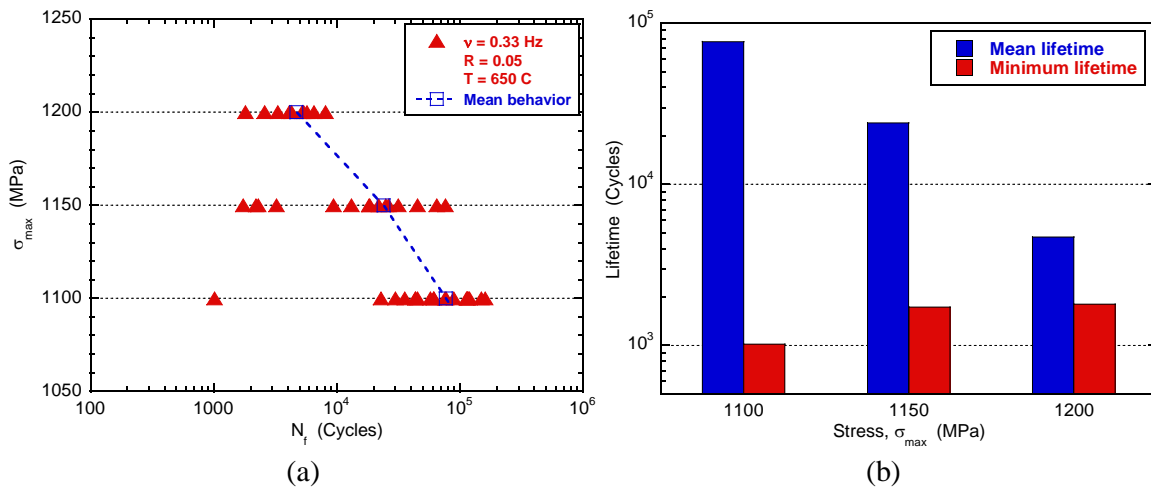 1250
1200
1150
1100
1050
σmax (MPa)
ν = 0.33 Hz
R = 0.05
T = 650 C
Mean behavior
100 1000 10^4 10^5 10^6
Nf (Cycles)
(a)
10^5
10^4
10^3
Lifetime (Cycles)
Mean lifetime
Minimum lifetime
1100 1150 1200
Stress, σmax (MPa)
(b)